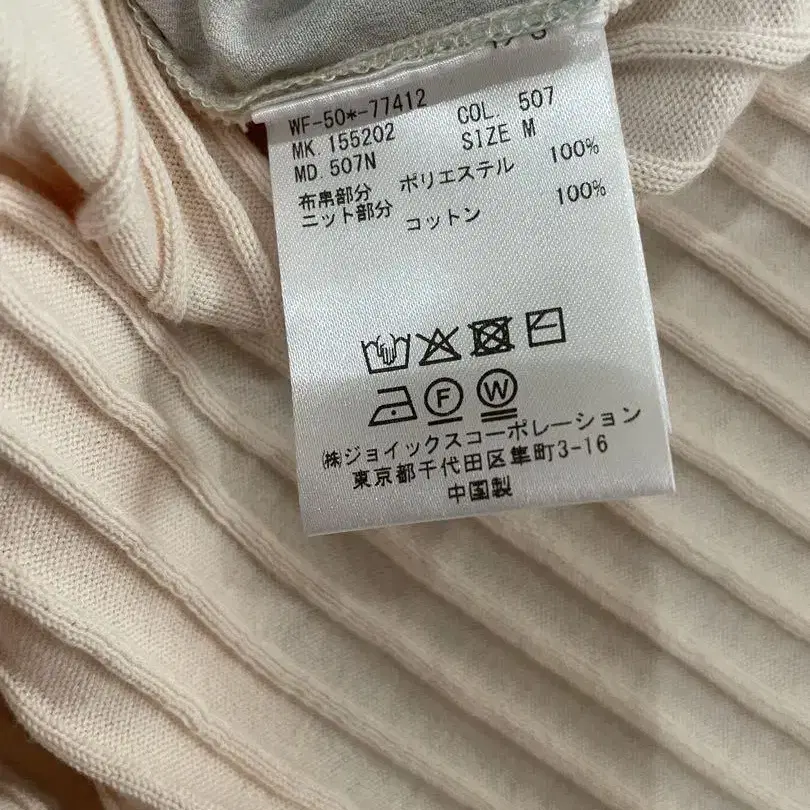 WF-50*-77412 COL. 507
MK. 155202 SIZE M
MD. 507N
布帛部分 ポリエステル 100%
ニット部分 コットン 100%
F W
㈱ジョイックスコーポレーション
東京都千代田区隼町3-16
中国製